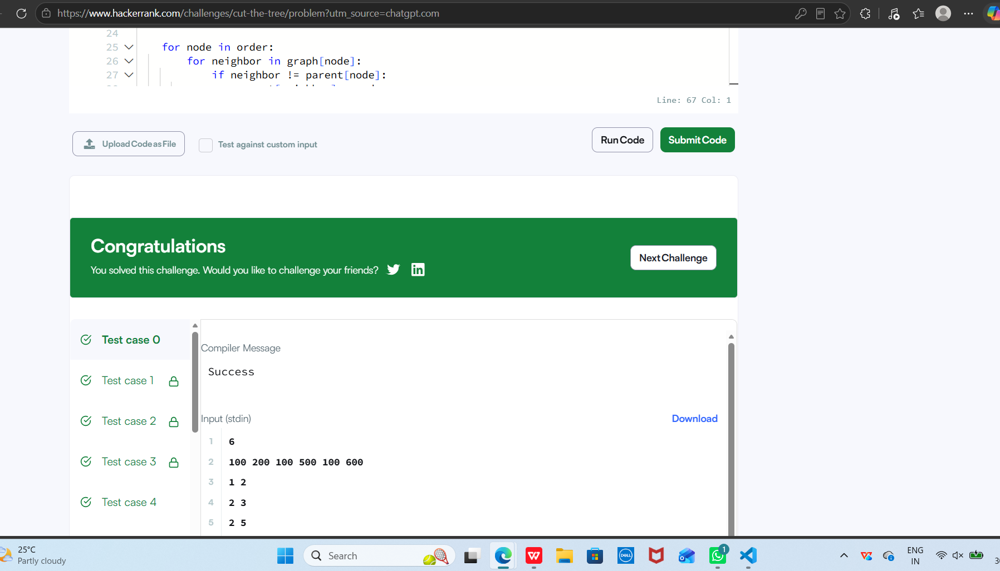 https://www.hackerrank.com/challenges/cut-the-tree/problem?utm_source=chatgpt.com
24
25 for node in order:
26 for neighbor in graph[node]:
27 if neighbor != parent[node]:
Line: 67 Col: 1
Upload Code as File
Test against custom input
Run Code
Submit Code
Congratulations
You solved this challenge. Would you like to challenge your friends?
Next Challenge
Test case 0
Test case 1
Test case 2
Test case 3
Test case 4
Compiler Message
Success
Input (stdin)
Download
1 6
2 100 200 100 500 100 600
3 1 2
4 2 3
5 2 5
25°C
Partly cloudy
Search
DELL
1
ENG
IN